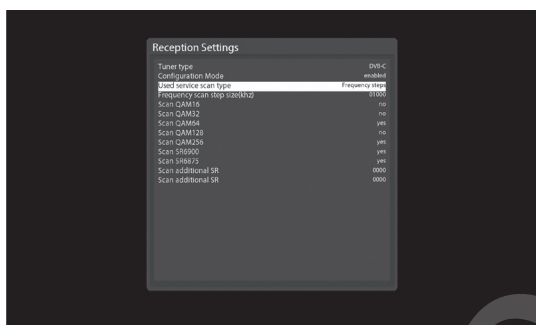 Reception Settings
Tuner type DVB-C
Configuration Mode enabled
Used service scan type Frequency steps
Frequency scan step size(khz) 01000
Scan QAM16 no
Scan QAM32 no
Scan QAM64 yes
Scan QAM128 no
Scan QAM256 yes
Scan SR6900 yes
Scan SR6875 yes
Scan additional SR 0000
Scan additional SR 0000